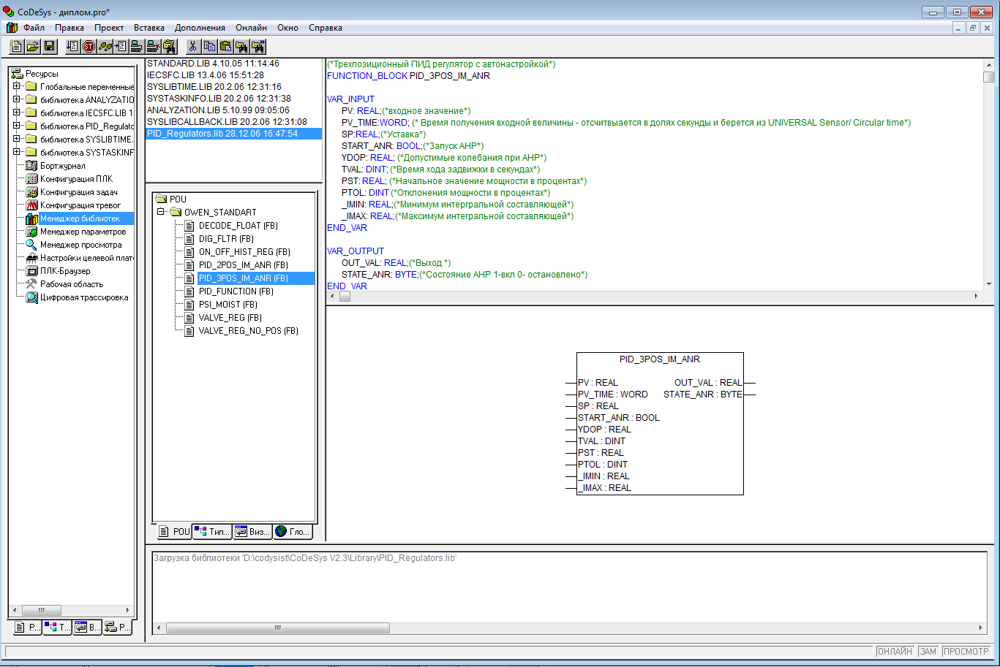 CoDeSys - диплом.pro*
Файл Правка Проект Вставка Дополнения Онлайн Окно Справка
Ресурсы
Глобальные переменные
библиотека ANALYZATIO
библиотека IECSFC.LIB 1
библиотека PID_Regulato
библиотека SYSLIBTIME.
библиотека SYSTASKINF
Бортжурнал
Конфигурация ПЛК
Конфигурация задач
Конфигурация тревог
Менеджер библиотек
Менеджер параметров
Менеджер просмотра
Настройки целевой плат
ПЛК-Браузер
Рабочая область
Цифровая трассировка
Р... Т... В... Р...
STANDARD.LIB 4.10.05 11:14:46
IECSFC.LIB 13.4.06 15:51:28
SYSLIBTIME.LIB 20.2.06 12:31:16
SYSTASKINFO.LIB 20.2.06 12:31:38
ANALYZATION.LIB 5.10.99 09:05:06
SYSLIBCALLBACK.LIB 20.2.06 12:31:08
PID_Regulators.lib 28.12.06 16:47:54
POU
OWEN_STANDART
DECODE_FLOAT (FB)
DIG_FLTR (FB)
ON_OFF_HIST_REG (FB)
PID_2POS_IM_ANR (FB)
PID_3POS_IM_ANR (FB)
PID_FUNCTION (FB)
PSI_MOIST (FB)
VALVE_REG (FB)
VALVE_REG_NO_POS (FB)
POU Тип... Виз... Гло...
(*Трехпозиционный ПИД регулятор с автонастройкой*)
FUNCTION_BLOCK PID_3POS_IM_ANR
VAR_INPUT
PV: REAL;(*входное значение*)
PV_TIME:WORD; (* Время получения входной величины - отсчитвыается в долях секунды и берется из UNIVERSAL Sensor/ Circular time*)
SP:REAL;(*Уставка*)
START_ANR: BOOL;(*Запуск АНР*)
YDOP: REAL; (*Допустимые колебания при АНР*)
TVAL: DINT; (*Время хода задвижки в секундах*)
PST: REAL; (*Начальное значение мощности в процентах*)
PTOL: DINT (*Отклонения мощности в процентах*)
_IMIN: REAL;(*Минимум интергральной составляющей*)
_IMAX: REAL;(*Максимум интегральной составляющей*)
END_VAR
VAR_OUTPUT
OUT_VAL: REAL;(*Выход *)
STATE_ANR: BYTE;(*Состояние АНР 1-вкл 0- остановлено*)
END_VAR
PID_3POS_IM_ANR
PV : REAL OUT_VAL : REAL
PV_TIME : WORD STATE_ANR : BYTE
SP : REAL
START_ANR : BOOL
YDOP : REAL
TVAL : DINT
PST : REAL
PTOL : DINT
_IMIN : REAL
_IMAX : REAL
Загрузка библиотеки 'D:\codysist\CoDeSys V2.3\Library\PID_Regulators.lib'
ОНЛАЙН ЗАМ ПРОСМОТР